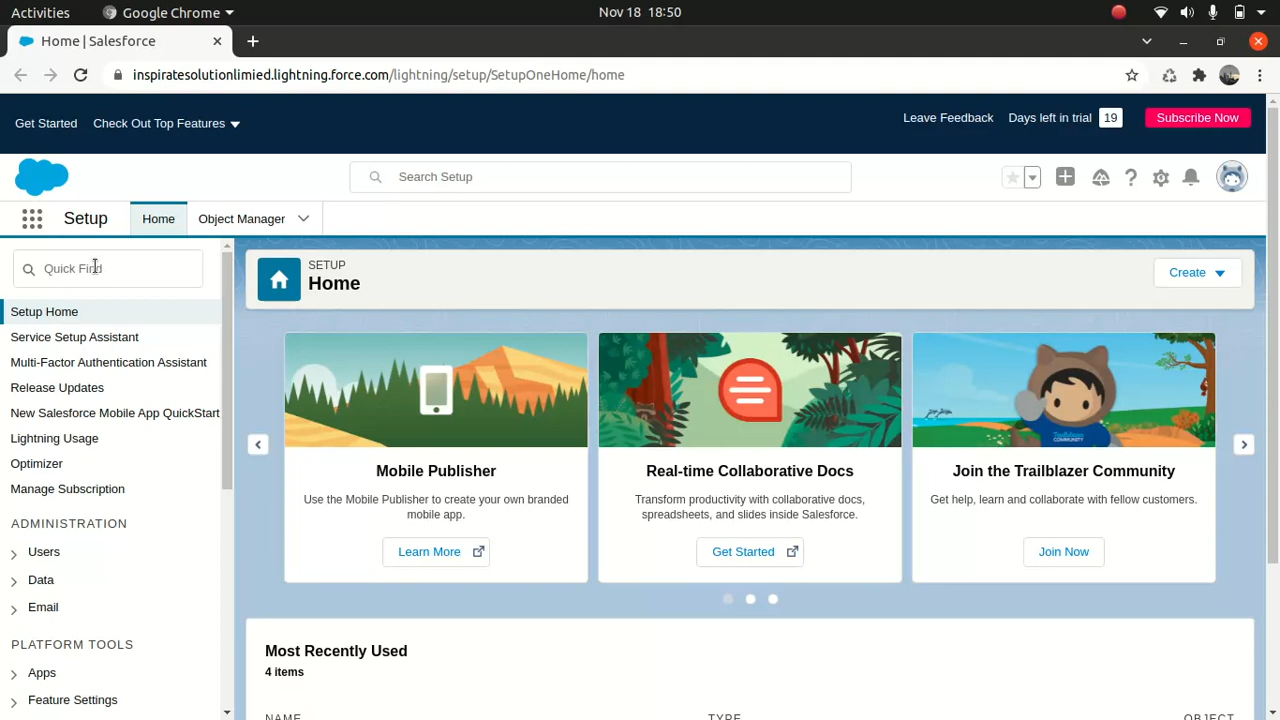 Activities
Google Chrome
Nov 18 18:50
Home | Salesforce
inspiratesolutionlimied.lightning.force.com/lightning/setup/SetupOneHome/home
Get Started
Check Out Top Features
Leave Feedback
Days left in trial 19
Subscribe Now
Search Setup
Setup
Home
Object Manager
Quick Find
Setup Home
Service Setup Assistant
Multi-Factor Authentication Assistant
Release Updates
New Salesforce Mobile App QuickStart
Lightning Usage
Optimizer
Manage Subscription
ADMINISTRATION
Users
Data
Email
PLATFORM TOOLS
Apps
Feature Settings
SETUP
Home
Create
Mobile Publisher
Use the Mobile Publisher to create your own branded
mobile app.
Learn More
Real-time Collaborative Docs
Transform productivity with collaborative docs,
spreadsheets, and slides inside Salesforce.
Get Started
TRAILBLAZER
COMMUNITY
Join the Trailblazer Community
Get help, learn and collaborate with fellow customers.
Join Now
Most Recently Used
4 items
NAME
TYPE
OBJECT